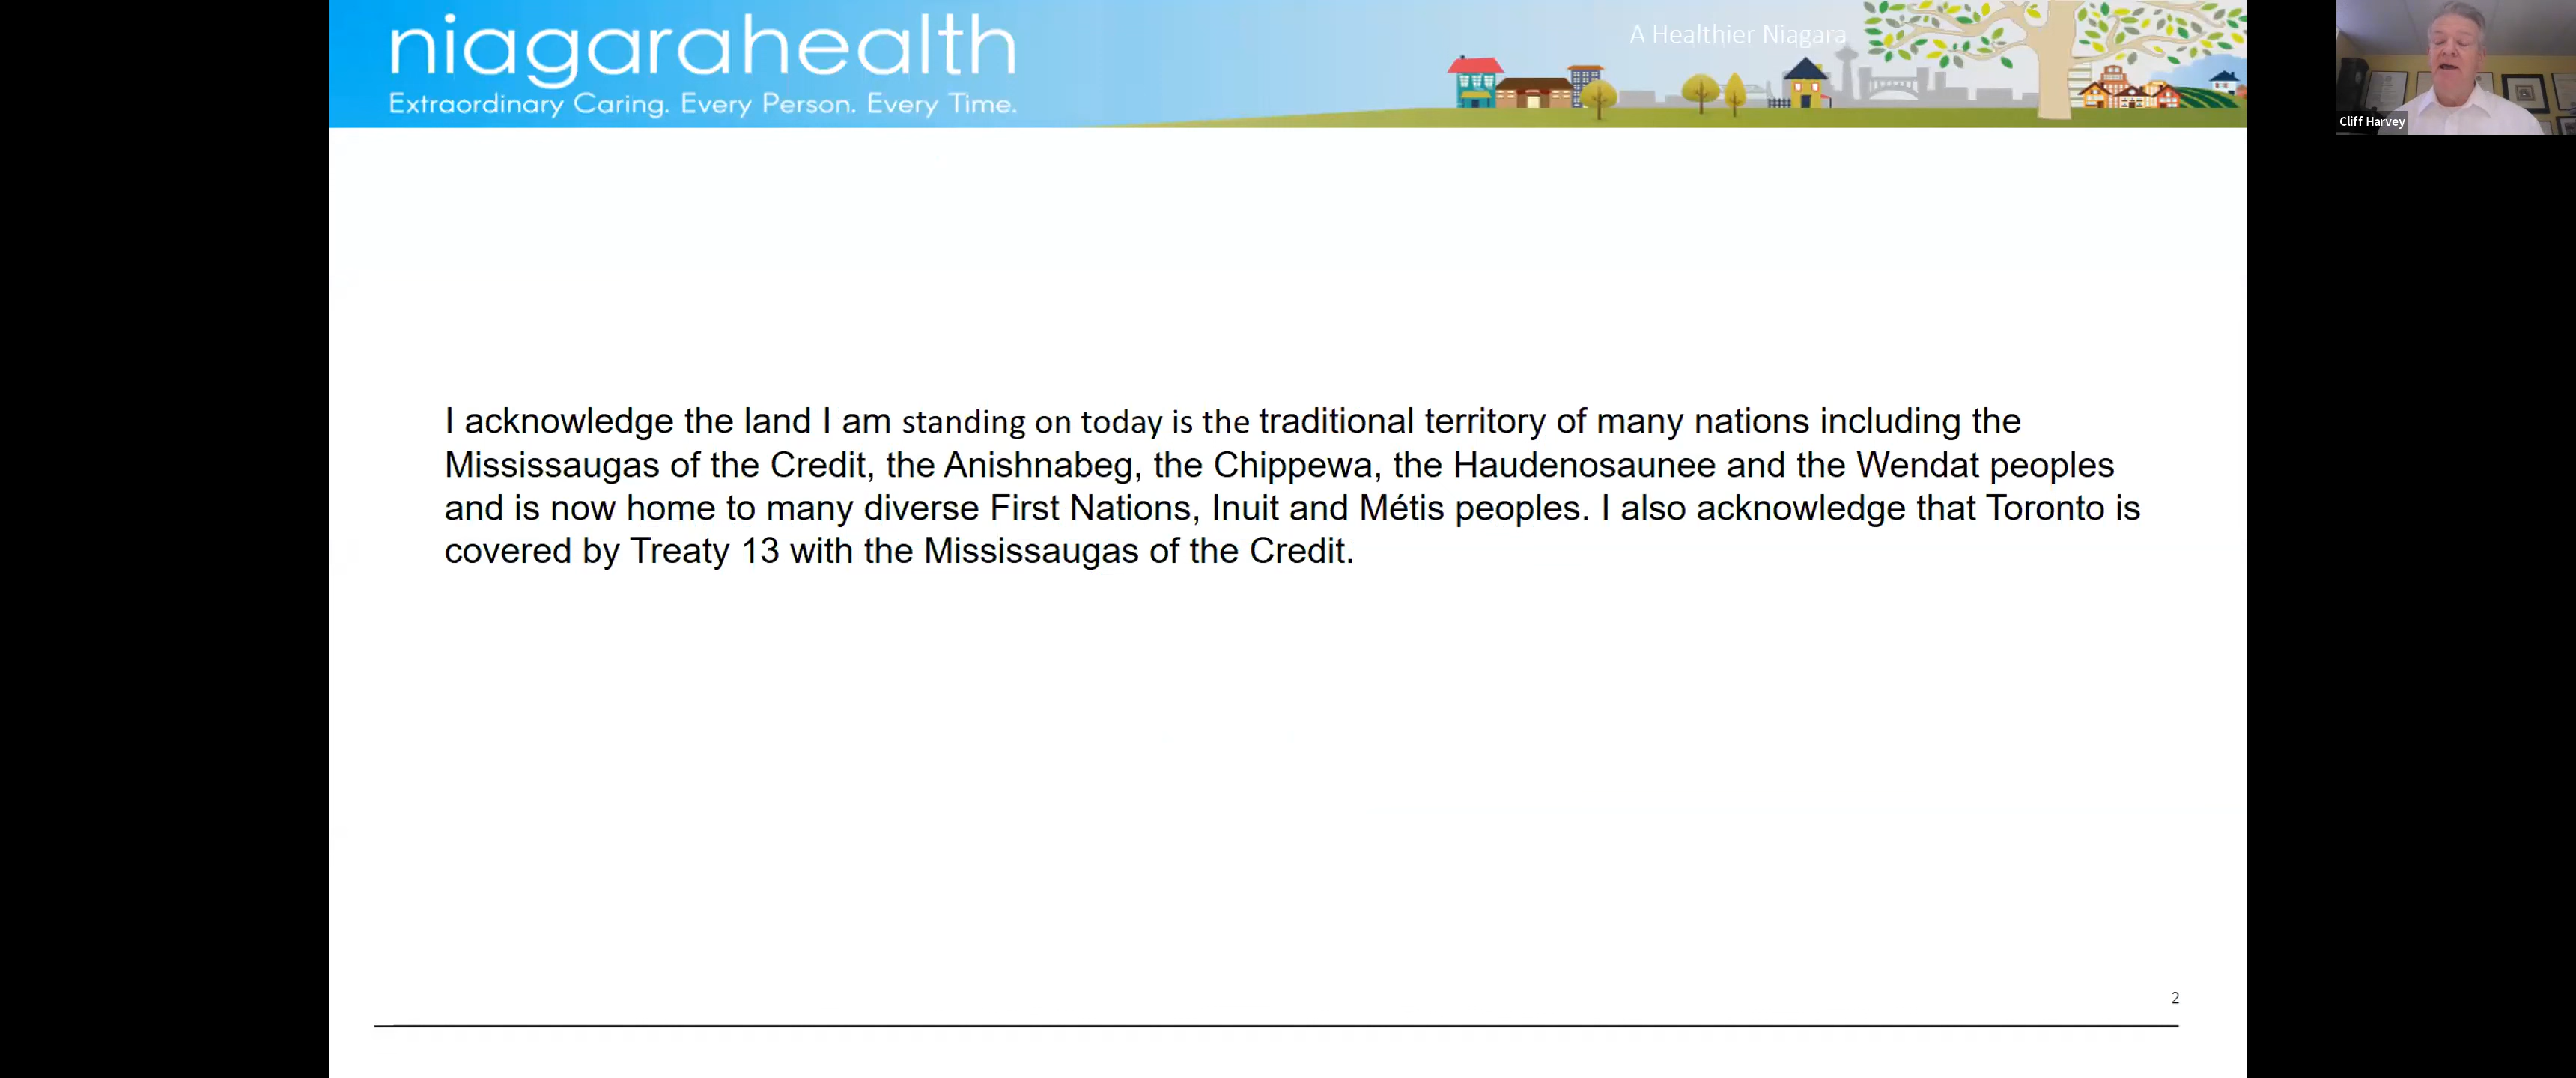 niagarahealth
Extraordinary Caring. Every Person. Every Time.
A Healthier Niagara
Cliff Harvey
I acknowledge the land I am standing on today is the traditional territory of many nations including the
Mississaugas of the Credit, the Anishnabeg, the Chippewa, the Haudenosaunee and the Wendat peoples
and is now home to many diverse First Nations, Inuit and Métis peoples. I also acknowledge that Toronto is
covered by Treaty 13 with the Mississaugas of the Credit.
2